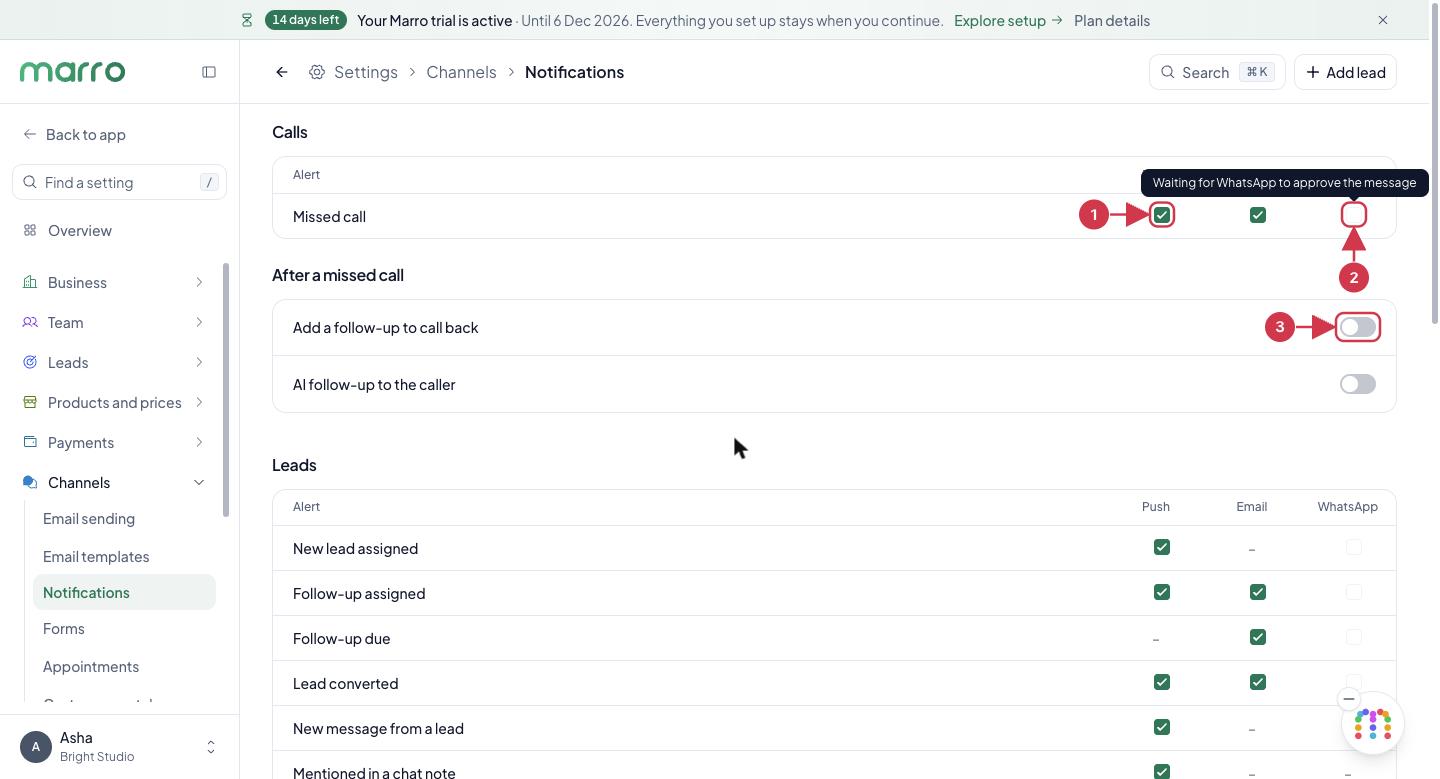 14 days left Your Marro trial is active · Until 6 Dec 2026. Everything you set up stays when you continue. Explore setup → Plan details
marro
Settings > Channels > Notifications
Search ⌘ K
+ Add lead
Back to app
Find a setting /
Overview
Business
Team
Leads
Products and prices
Payments
Channels
Email sending
Email templates
Notifications
Forms
Appointments
A Asha
Bright Studio
Calls
Alert
Waiting for WhatsApp to approve the message
Missed call
1
2
After a missed call
Add a follow-up to call back
3
AI follow-up to the caller
Leads
Alert Push Email WhatsApp
New lead assigned –
Follow-up assigned
Follow-up due –
Lead converted
New message from a lead –
Mentioned in a chat note – –